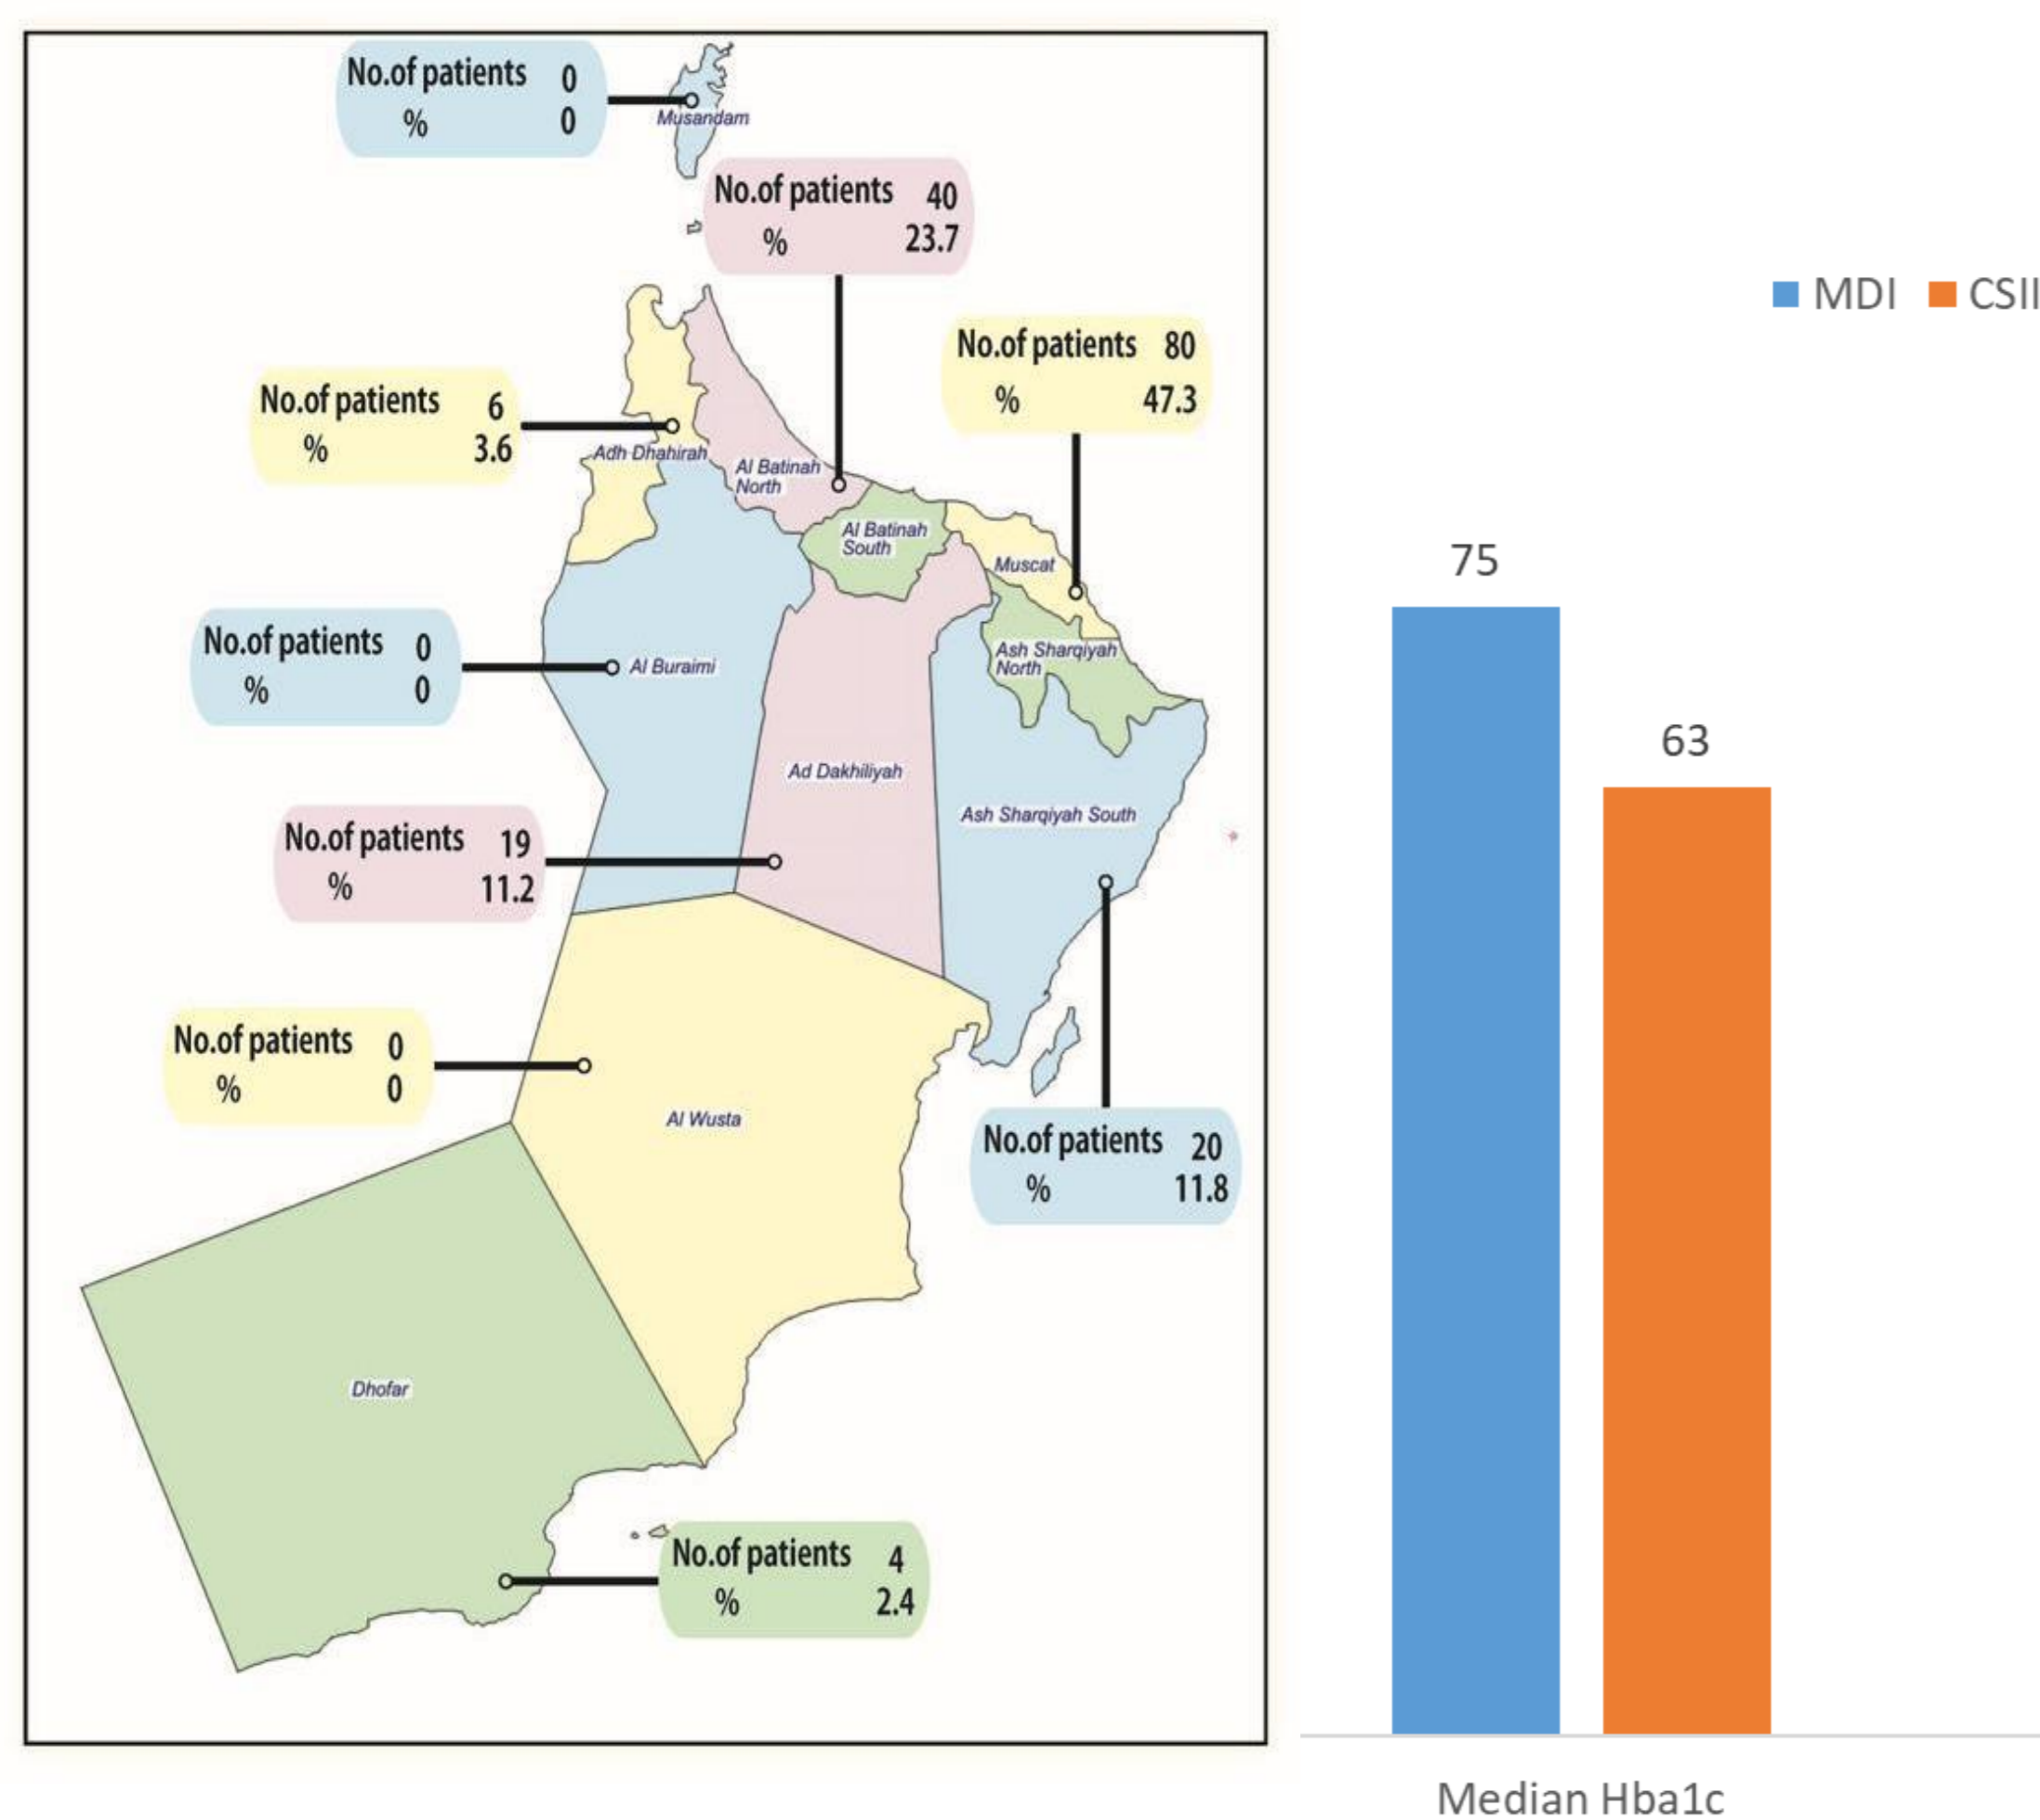 No.of patients 0
% 0
Musandam
No.of patients 40
% 23.7
No.of patients 80
% 47.3
No.of patients 6
% 3.6
Adh Dhahirah
Al Batinah
North
Al Batinah
South
Muscat
No.of patients 0
% 0
Al Buraimi
Ash Sharqiyah
North
Ad Dakhiliyah
Ash Sharqiyah South
No.of patients 19
% 11.2
No.of patients 0
% 0
Al Wusta
No.of patients 20
% 11.8
Dhofar
No.of patients 4
% 2.4
MDI CSII
75
63
Median Hba1c